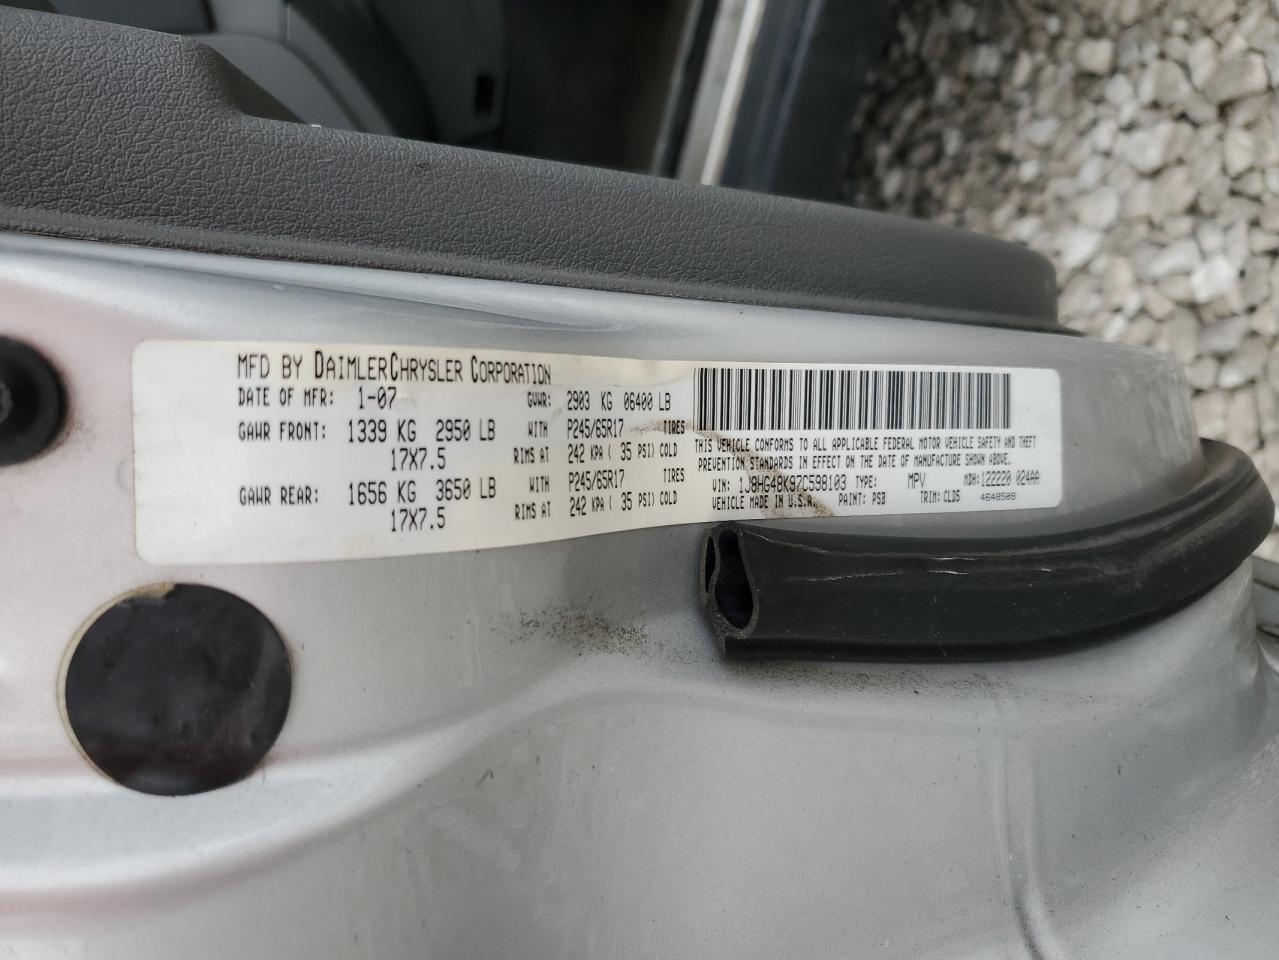 MFD BY DAIMLERCHRYSLER CORPORATION
DATE OF MFR: 1-07 GVWR: 2903 KG 06400 LB
GAWR FRONT: 1339 KG 2950 LB WITH P245/65R17 TIRES
17X7.5 RIMS AT 242 KPA ( 35 PSI) COLD
GAWR REAR: 1656 KG 3650 LB WITH P245/65R17 TIRES
17X7.5 RIMS AT 242 KPA ( 35 PSI) COLD
THIS VEHICLE CONFORMS TO ALL APPLICABLE FEDERAL MOTOR VEHICLE SAFETY AND THEFT
PREVENTION STANDARDS IN EFFECT ON THE DATE OF MANUFACTURE SHOWN ABOVE.
VIN: 1J8HG48K97C598103 TYPE: MPV MDH: 122220 024AA
VEHICLE MADE IN U.S.A. PAINT: PSB TRIM: CLD5 4648509